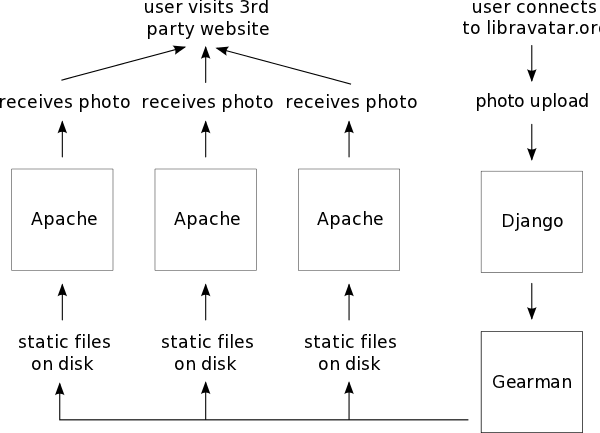 user visits 3rd
party website
user connects
to libravatar.or
receives photo
receives photo
receives photo
photo upload
Apache
Apache
Apache
Django
static files
on disk
static files
on disk
static files
on disk
Gearman